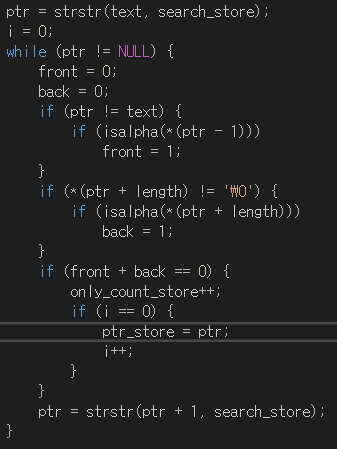 ptr = strstr(text, search_store);
i = 0;
while (ptr != NULL) {
    front = 0;
    back = 0;
    if (ptr != text) {
        if (isalpha(*(ptr - 1)))
            front = 1;
    }
    if (*(ptr + length) != '₩0') {
        if (isalpha(*(ptr + length)))
            back = 1;
    }
    if (front + back == 0) {
        only_count_store++;
        if (i == 0) {
            ptr_store = ptr;
            i++;
        }
    }
    ptr = strstr(ptr + 1, search_store);
}